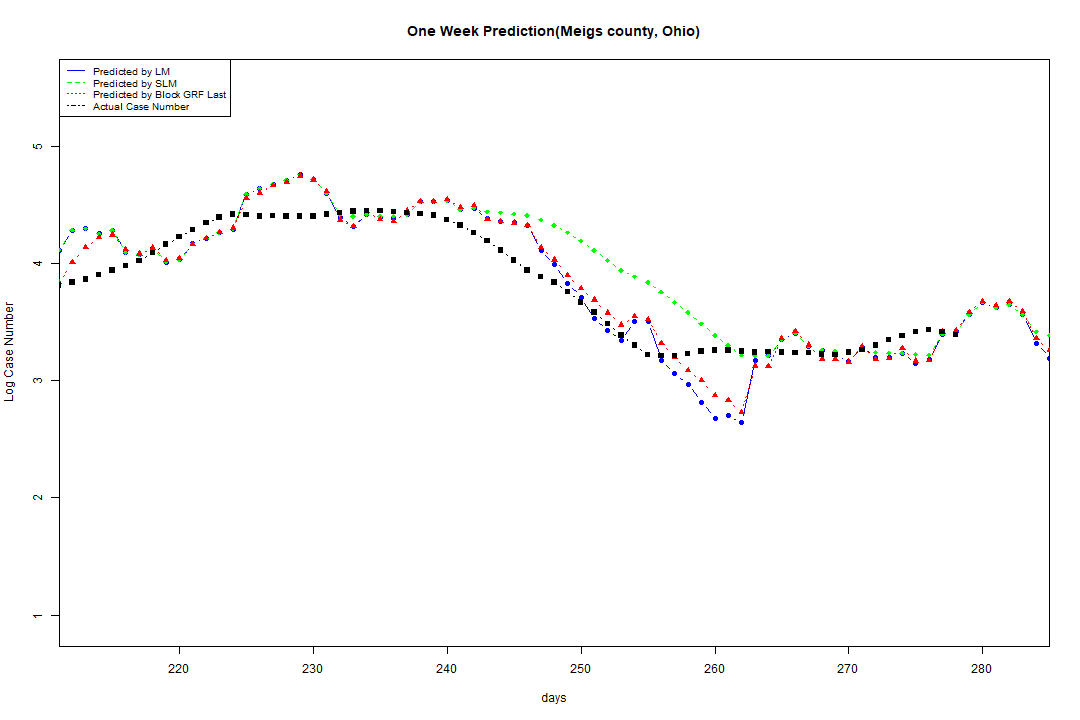 One Week Prediction(Meigs county, Ohio)
Predicted by LM
Predicted by SLM
Predicted by Block GRF Last
Actual Case Number
5
4
3
2
1
Log Case Number
220 230 240 250 260 270 280
days